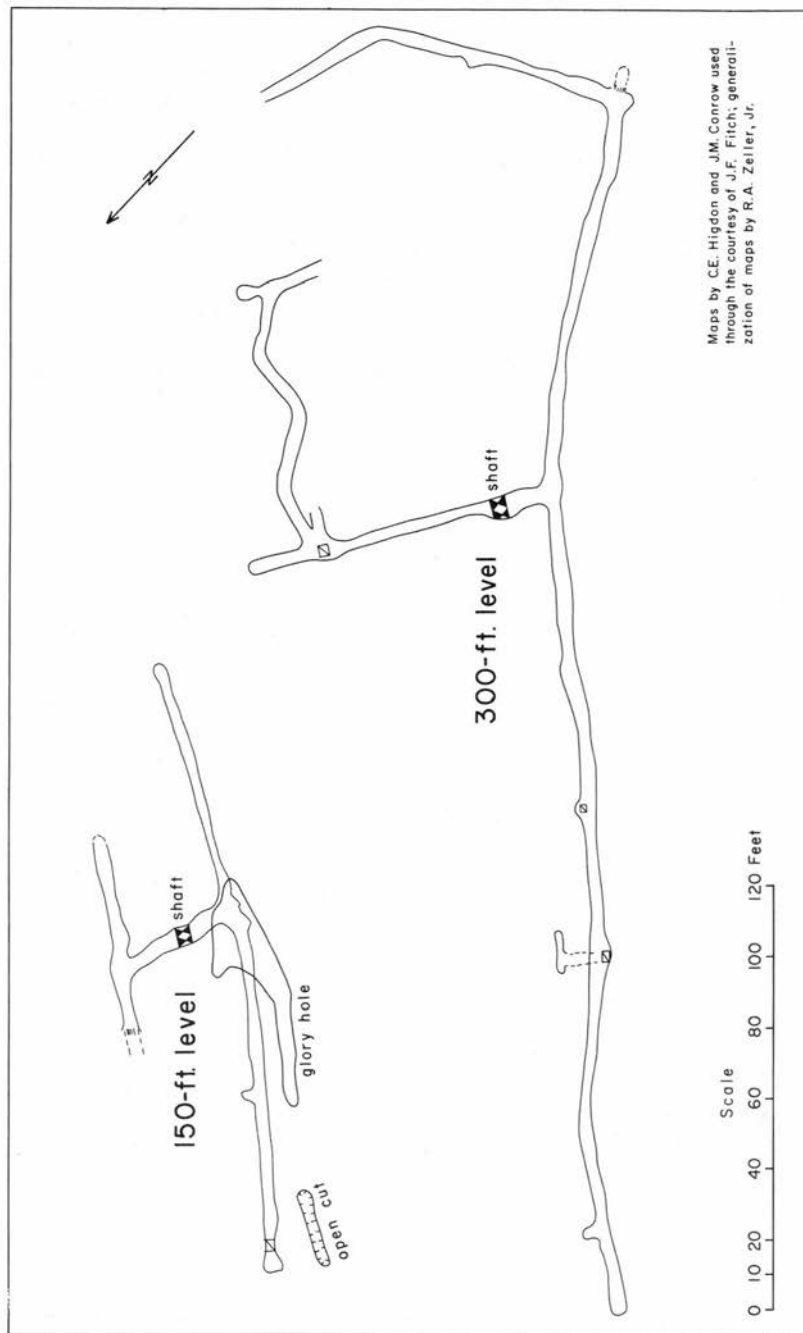 N
shaft
150-ft. level
glory hole
open cut
shaft
300-ft. level
Scale
0 10 20 40 60 80 100 120 Feet
Maps by C.E. Higdon and J.M. Conrow used
through the courtesy of J.F. Fitch; generali-
zation of maps by R.A. Zeller, Jr.